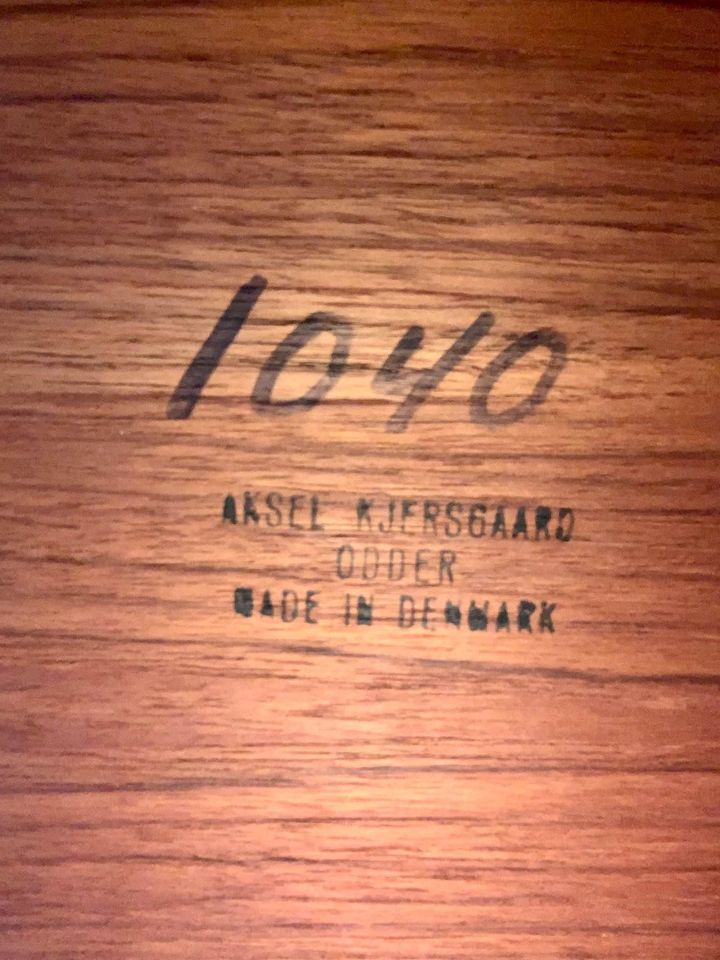 1040
AKSEL KJERSGAARD
ODDER
MADE IN DENMARK